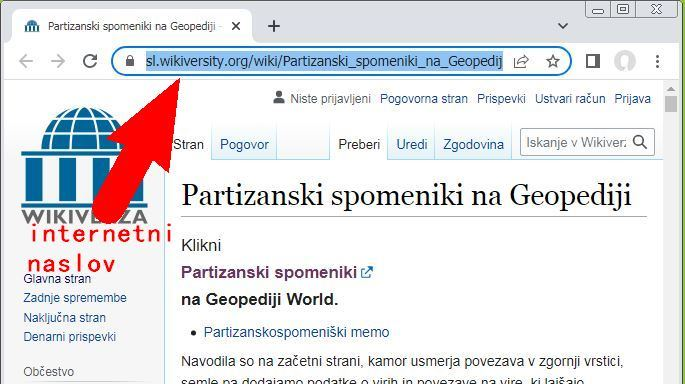 Partizanski spomeniki na Geopediji
sl.wikiversity.org/wiki/Partizanski_spomeniki_na_Geopedij
Niste prijavljeni Pogovorna stran Prispevki Ustvari račun Prijava
Stran Pogovor Preberi Uredi Zgodovina Iskanje v Wikiverz
WIKIVERZA
internetni
naslov
Glavna stran
Zadnje spremembe
Naključna stran
Denarni prispevki
Občestvo
Partizanski spomeniki na Geopediji
Klikni
Partizanski spomeniki
na Geopediji World.
Partizanskospomeniški memo
Navodila so na začetni strani, kamor usmerja povezava v zgornji vrstici,
semle pa dodajamo podatke o virih in povezave na vire, ki lajšajo